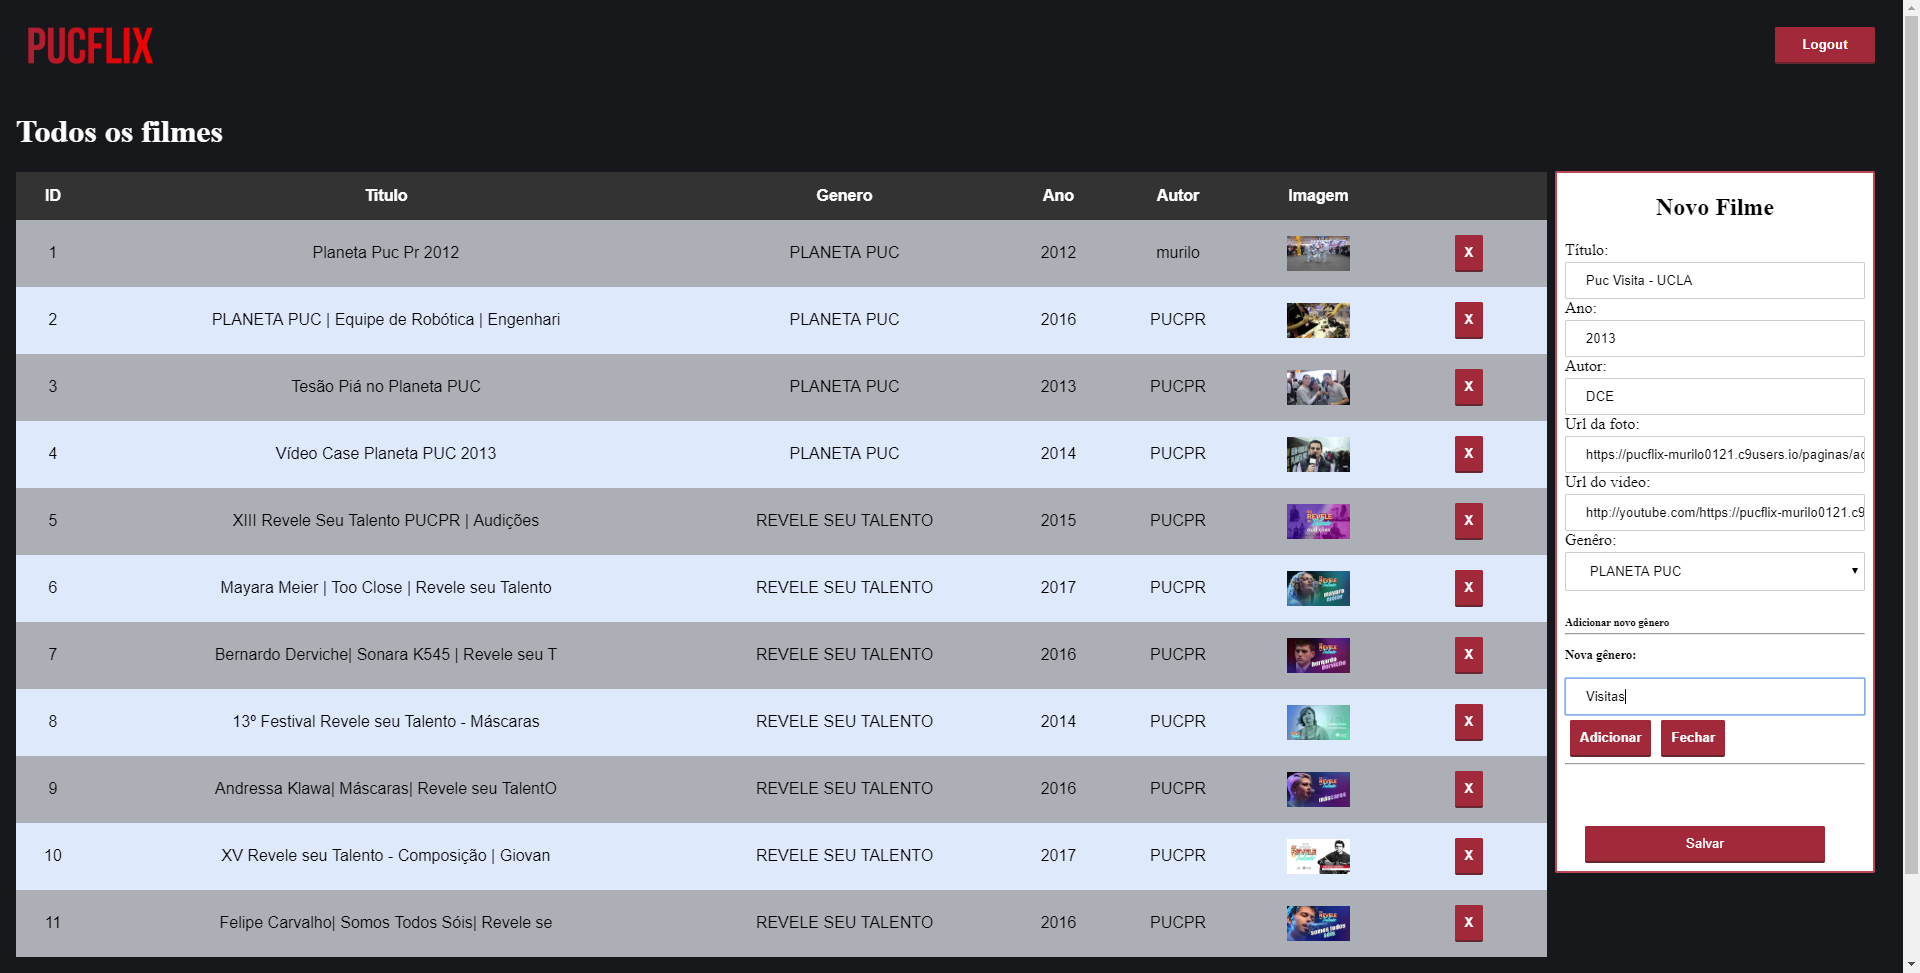 PUCFLIX
Logout
Todos os filmes
ID Titulo Genero Ano Autor Imagem
1 Planeta Puc Pr 2012 PLANETA PUC 2012 murilo X
2 PLANETA PUC | Equipe de Robótica | Engenhari PLANETA PUC 2016 PUCPR X
3 Tesão Piá no Planeta PUC PLANETA PUC 2013 PUCPR X
4 Vídeo Case Planeta PUC 2013 PLANETA PUC 2014 PUCPR X
5 XIII Revele Seu Talento PUCPR | Audições REVELE SEU TALENTO 2015 PUCPR X
6 Mayara Meier | Too Close | Revele seu Talento REVELE SEU TALENTO 2017 PUCPR X
7 Bernardo Derviche| Sonara K545 | Revele seu T REVELE SEU TALENTO 2016 PUCPR X
8 13º Festival Revele seu Talento - Máscaras REVELE SEU TALENTO 2014 PUCPR X
9 Andressa Klawa| Máscaras| Revele seu TalentO REVELE SEU TALENTO 2016 PUCPR X
10 XV Revele seu Talento - Composição | Giovan REVELE SEU TALENTO 2017 PUCPR X
11 Felipe Carvalho| Somos Todos Sóis| Revele se REVELE SEU TALENTO 2016 PUCPR X
Novo Filme
Título:
Puc Visita - UCLA
Ano:
2013
Autor:
DCE
Url da foto:
https://pucflix-murilo0121.c9users.io/paginas/ac
Url do video:
http://youtube.com/https://pucflix-murilo0121.c9
Genêro:
PLANETA PUC
Adicionar novo gênero
Nova gênero:
Visitas
Adicionar Fechar
Salvar